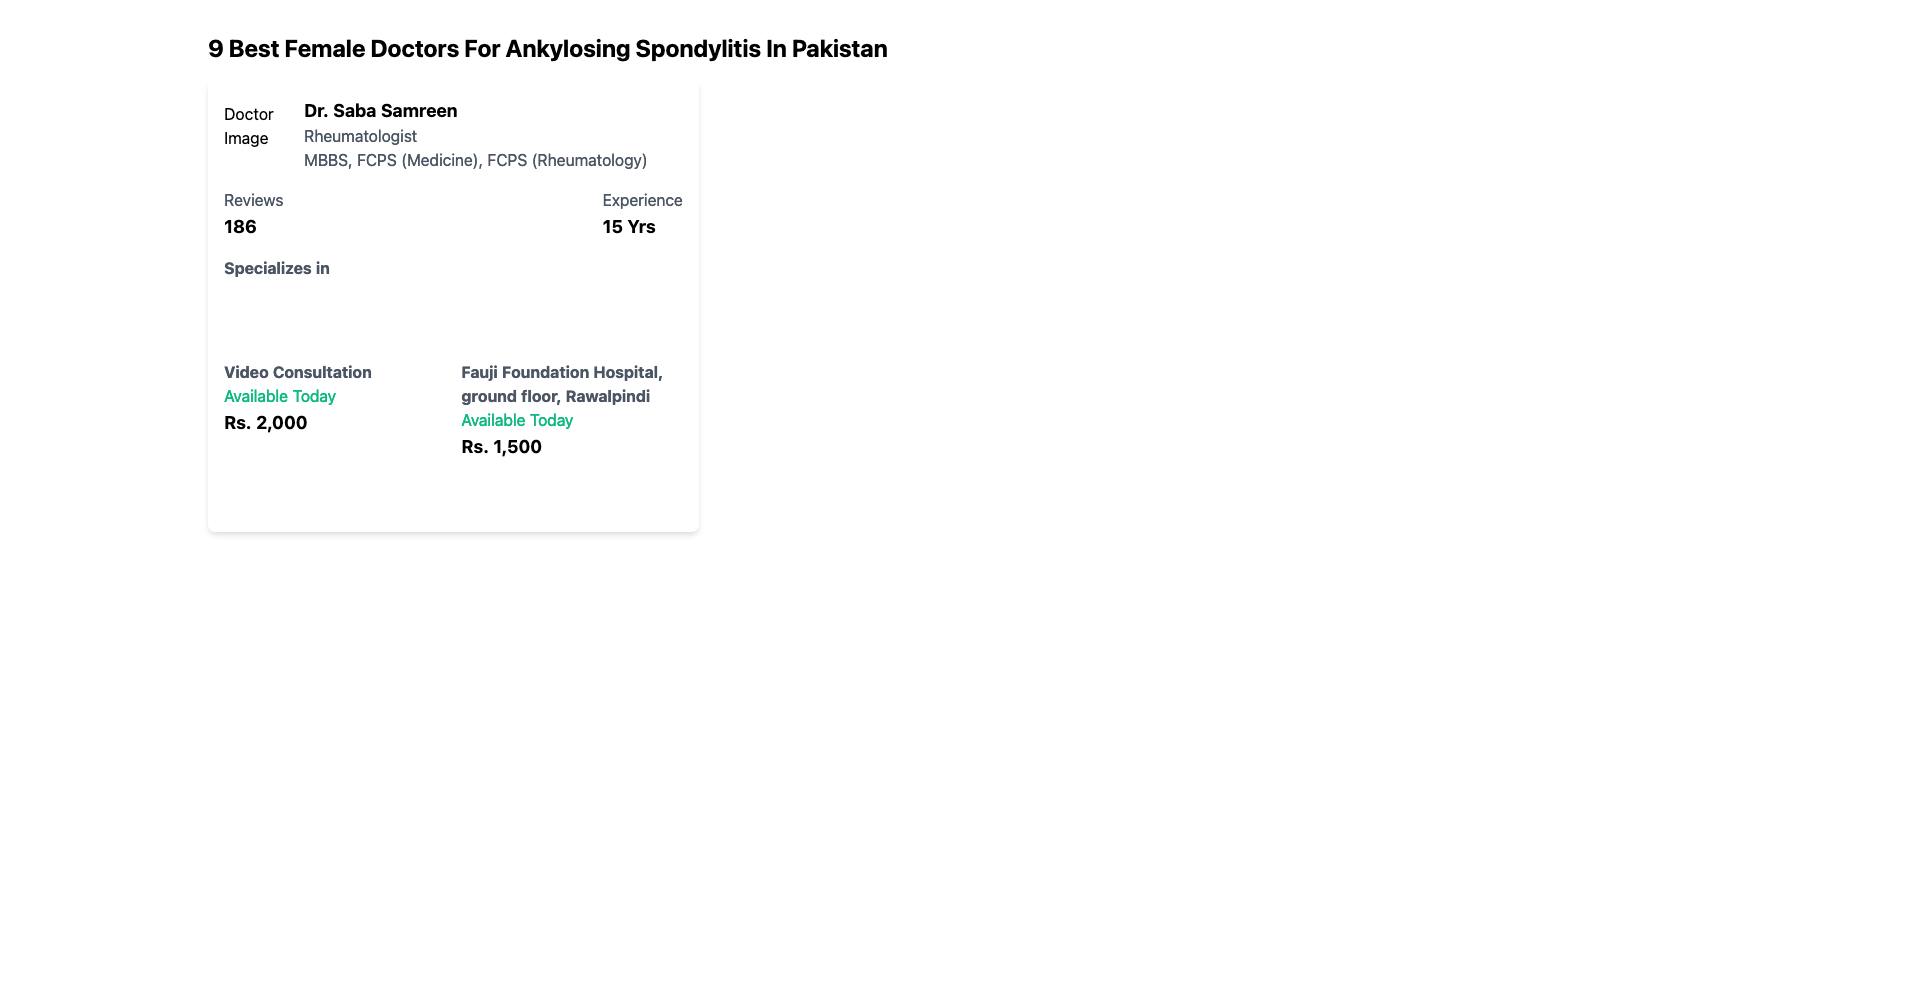 9 Best Female Doctors For Ankylosing Spondylitis In Pakistan
Doctor
Image
Dr. Saba Samreen
Rheumatologist
MBBS, FCPS (Medicine), FCPS (Rheumatology)
Reviews
186
Experience
15 Yrs
Specializes in
Video Consultation
Available Today
Rs. 2,000
Fauji Foundation Hospital,
ground floor, Rawalpindi
Available Today
Rs. 1,500